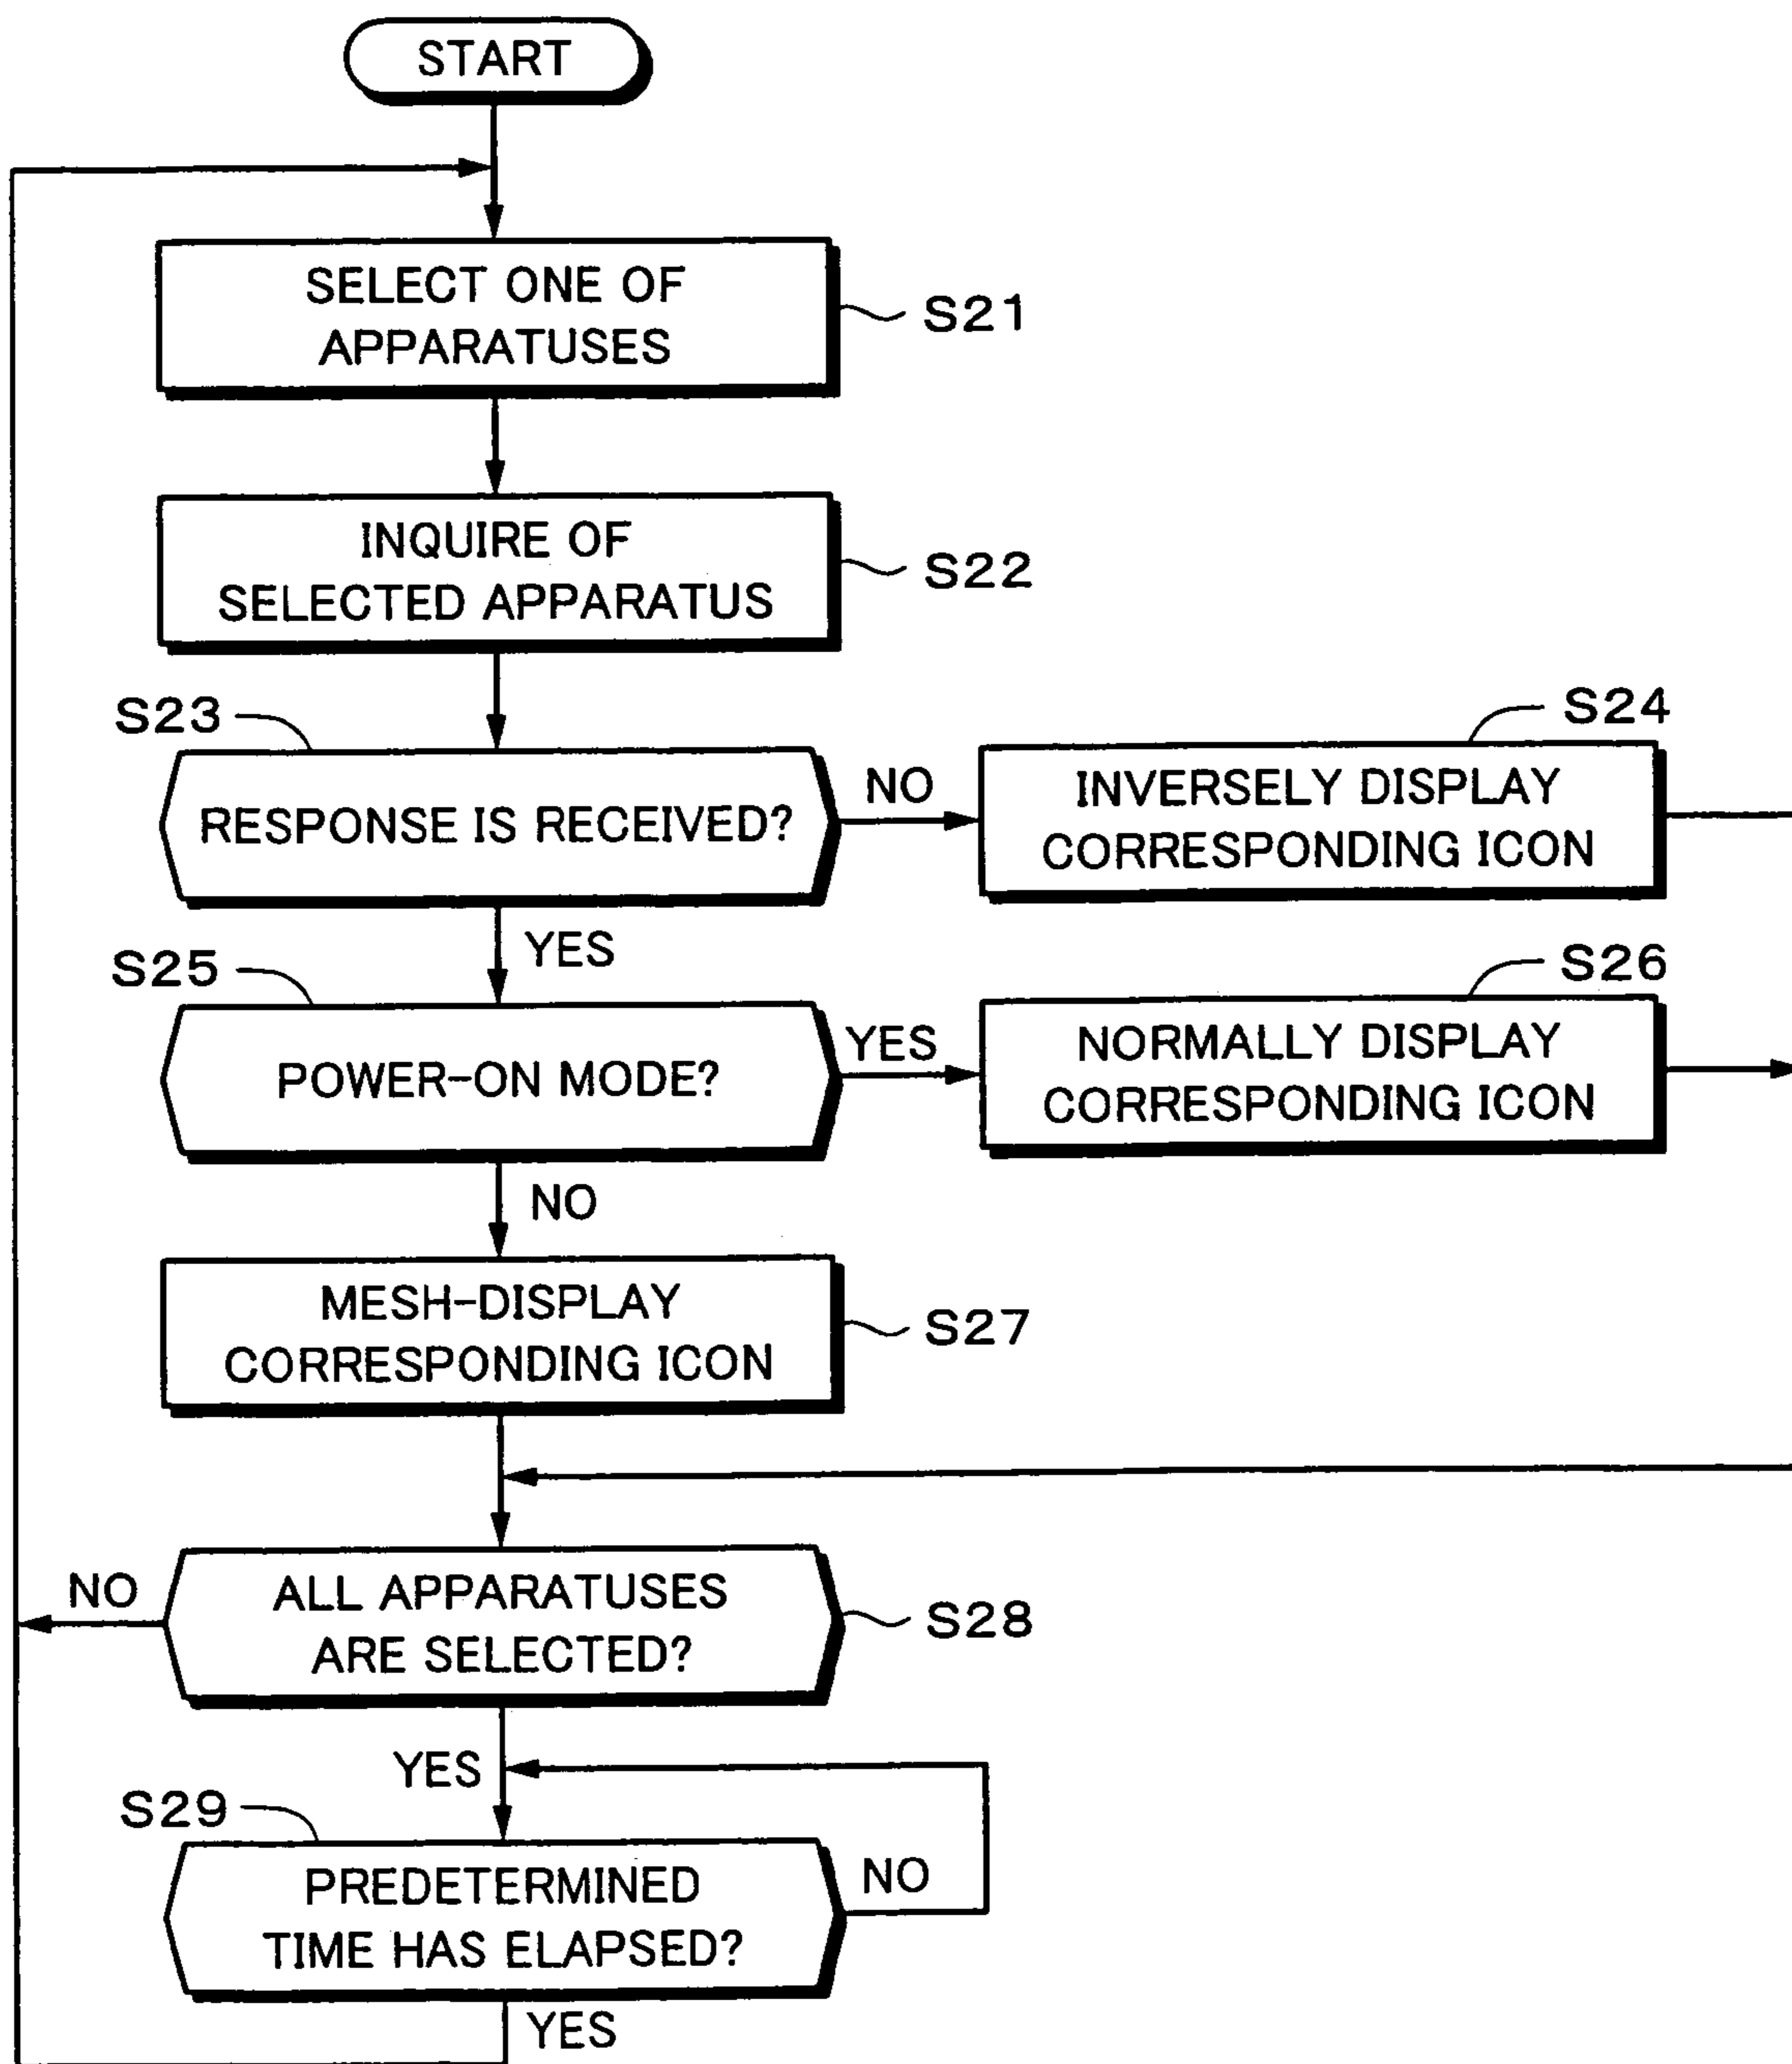 START
SELECT ONE OF
APPARATUSES
S21
INQUIRE OF
SELECTED APPARATUS
S22
S23
RESPONSE IS RECEIVED?
NO
S24
INVERSELY DISPLAY
CORRESPONDING ICON
YES
S25
POWER-ON MODE?
YES
S26
NORMALLY DISPLAY
CORRESPONDING ICON
NO
MESH-DISPLAY
CORRESPONDING ICON
S27
NO
ALL APPARATUSES
ARE SELECTED?
S28
YES
S29
PREDETERMINED
TIME HAS ELAPSED?
NO
YES